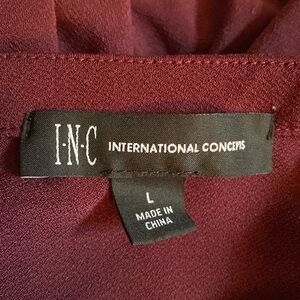 I·N·C INTERNATIONAL CONCEPTS
L
MADE IN
CHINA